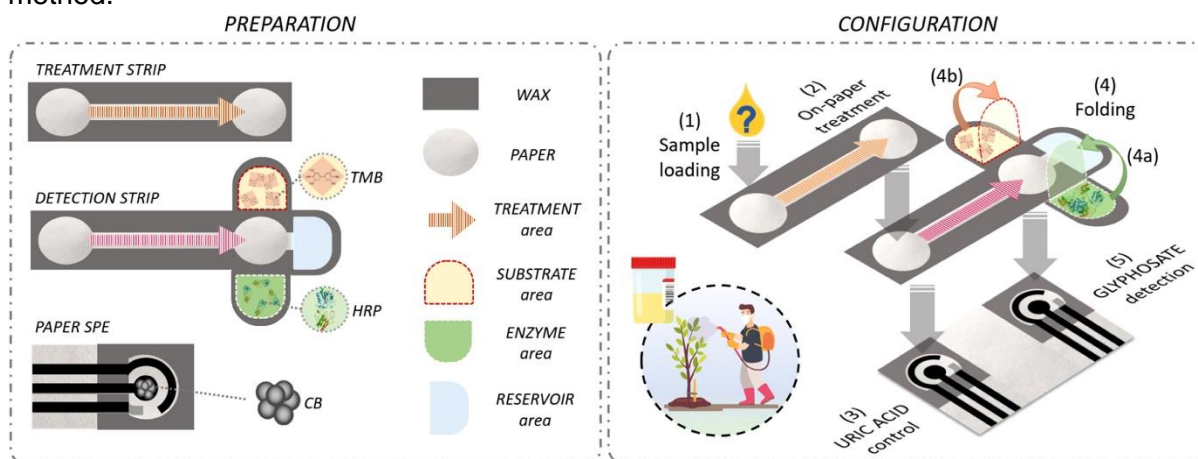 method.
PREPARATION
TREATMENT STRIP
DETECTION STRIP
TMB
HRP
PAPER SPE
CB
WAX
PAPER
TREATMENT
area
SUBSTRATE
area
ENZYME
area
RESERVOIR
area
CONFIGURATION
(1)
Sample
loading
?
(2)
On-paper
treatment
(4b)
(4)
Folding
(4a)
(3)
URIC ACID
control
(5)
GLYPHOSATE
detection